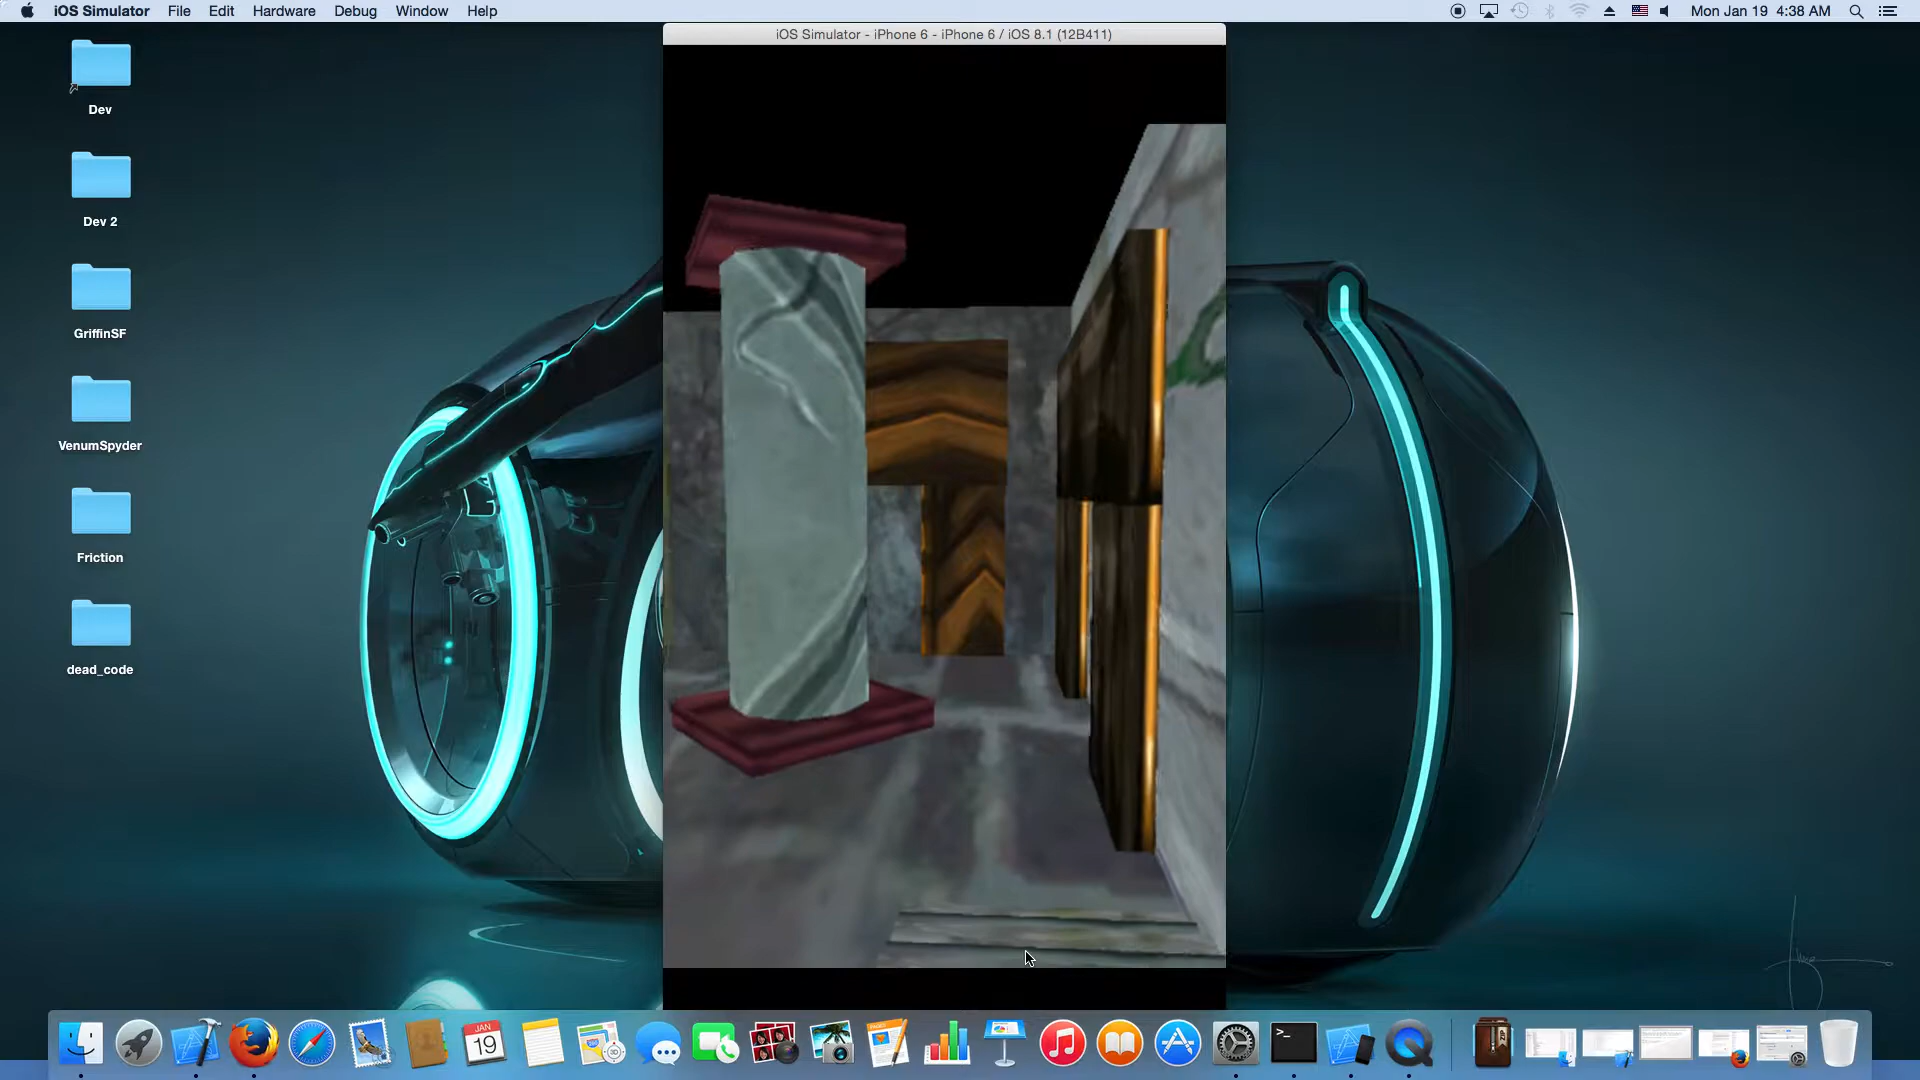 iOS Simulator File Edit Hardware Debug Window Help Mon Jan 19 4:38 AM
iOS Simulator - iPhone 6 - iPhone 6 / iOS 8.1 (12B411)
Dev
Dev 2
GriffinSF
VenumSpyder
Friction
dead_code
JAN
19
PAGES
>_